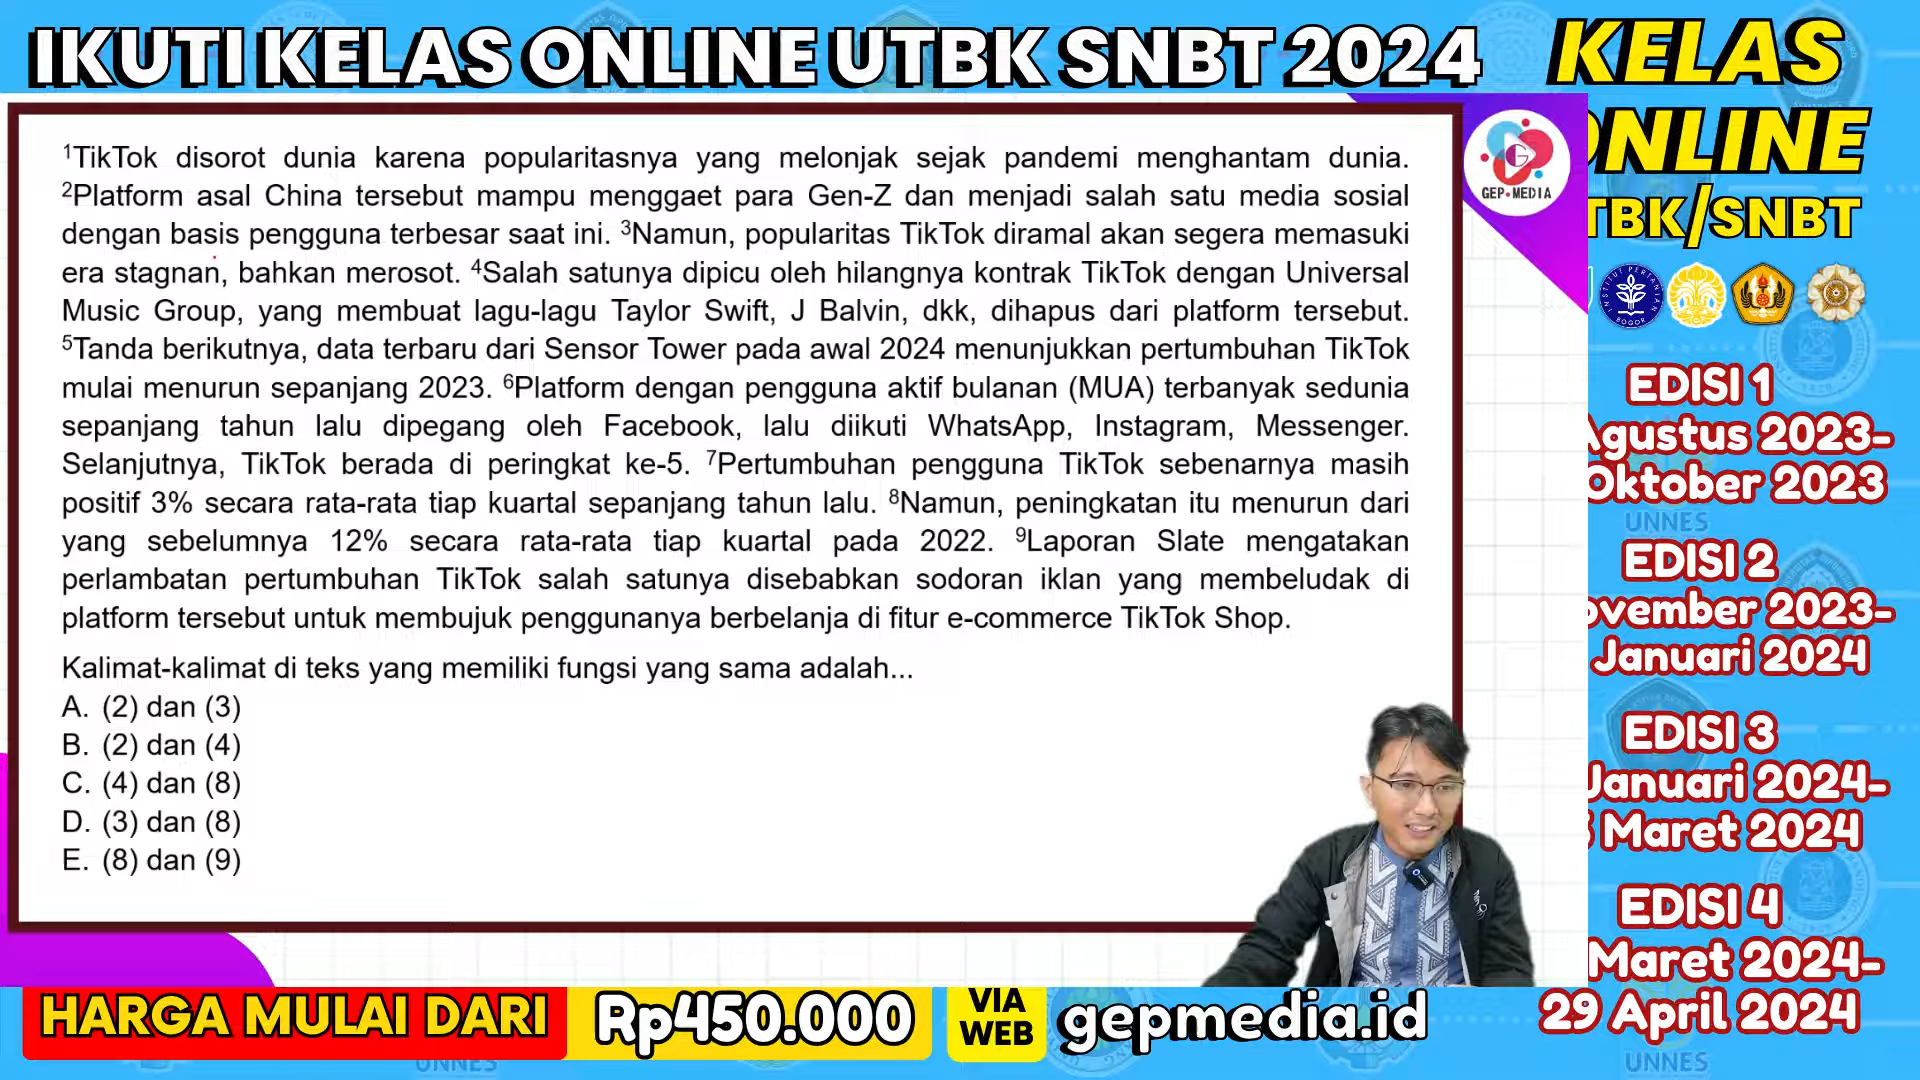 IKUTI KELAS ONLINE UTBK SNBT 2024
KELAS
ONLINE
TBK/SNBT
GEP•MEDIA
¹TikTok disorot dunia karena popularitasnya yang melonjak sejak pandemi menghantam dunia.
²Platform asal China tersebut mampu menggaet para Gen-Z dan menjadi salah satu media sosial
dengan basis pengguna terbesar saat ini. ³Namun, popularitas TikTok diramal akan segera memasuki
era stagnan, bahkan merosot. ⁴Salah satunya dipicu oleh hilangnya kontrak TikTok dengan Universal
Music Group, yang membuat lagu-lagu Taylor Swift, J Balvin, dkk, dihapus dari platform tersebut.
⁵Tanda berikutnya, data terbaru dari Sensor Tower pada awal 2024 menunjukkan pertumbuhan TikTok
mulai menurun sepanjang 2023. ⁶Platform dengan pengguna aktif bulanan (MUA) terbanyak sedunia
sepanjang tahun lalu dipegang oleh Facebook, lalu diikuti WhatsApp, Instagram, Messenger.
Selanjutnya, TikTok berada di peringkat ke-5. ⁷Pertumbuhan pengguna TikTok sebenarnya masih
positif 3% secara rata-rata tiap kuartal sepanjang tahun lalu. ⁸Namun, peningkatan itu menurun dari
yang sebelumnya 12% secara rata-rata tiap kuartal pada 2022. ⁹Laporan Slate mengatakan
perlambatan pertumbuhan TikTok salah satunya disebabkan sodoran iklan yang membeludak di
platform tersebut untuk membujuk penggunanya berbelanja di fitur e-commerce TikTok Shop.
Kalimat-kalimat di teks yang memiliki fungsi yang sama adalah...
A. (2) dan (3)
B. (2) dan (4)
C. (4) dan (8)
D. (3) dan (8)
E. (8) dan (9)
EDISI 1
Agustus 2023-
Oktober 2023
UNNES
EDISI 2
ovember 2023-
Januari 2024
EDISI 3
Januari 2024-
Maret 2024
EDISI 4
Maret 2024-
29 April 2024
UNNES
HARGA MULAI DARI
Rp450.000
VIA
WEB
gepmedia.id
UNNES